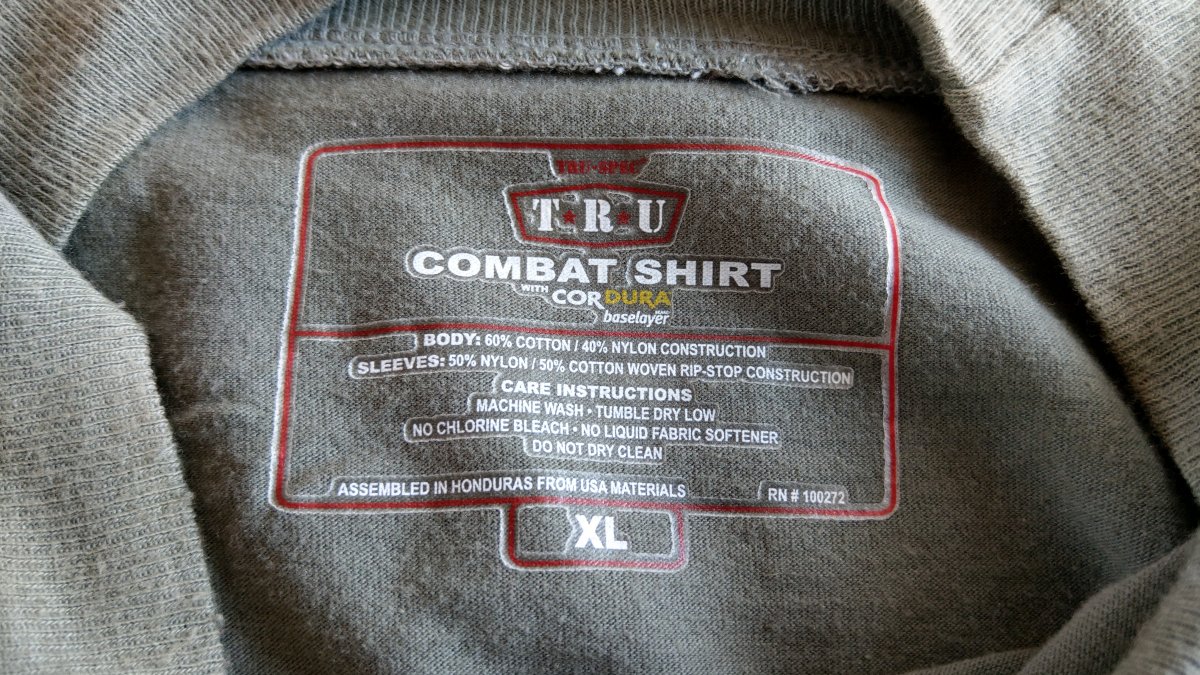 TRU-SPEC
T★R★U
COMBAT SHIRT
WITH CORDURA
baselayer
BODY: 60% COTTON / 40% NYLON CONSTRUCTION
SLEEVES: 50% NYLON / 50% COTTON WOVEN RIP-STOP CONSTRUCTION
CARE INSTRUCTIONS
MACHINE WASH • TUMBLE DRY LOW
NO CHLORINE BLEACH • NO LIQUID FABRIC SOFTENER
DO NOT DRY CLEAN
ASSEMBLED IN HONDURAS FROM USA MATERIALS RN # 100272
XL